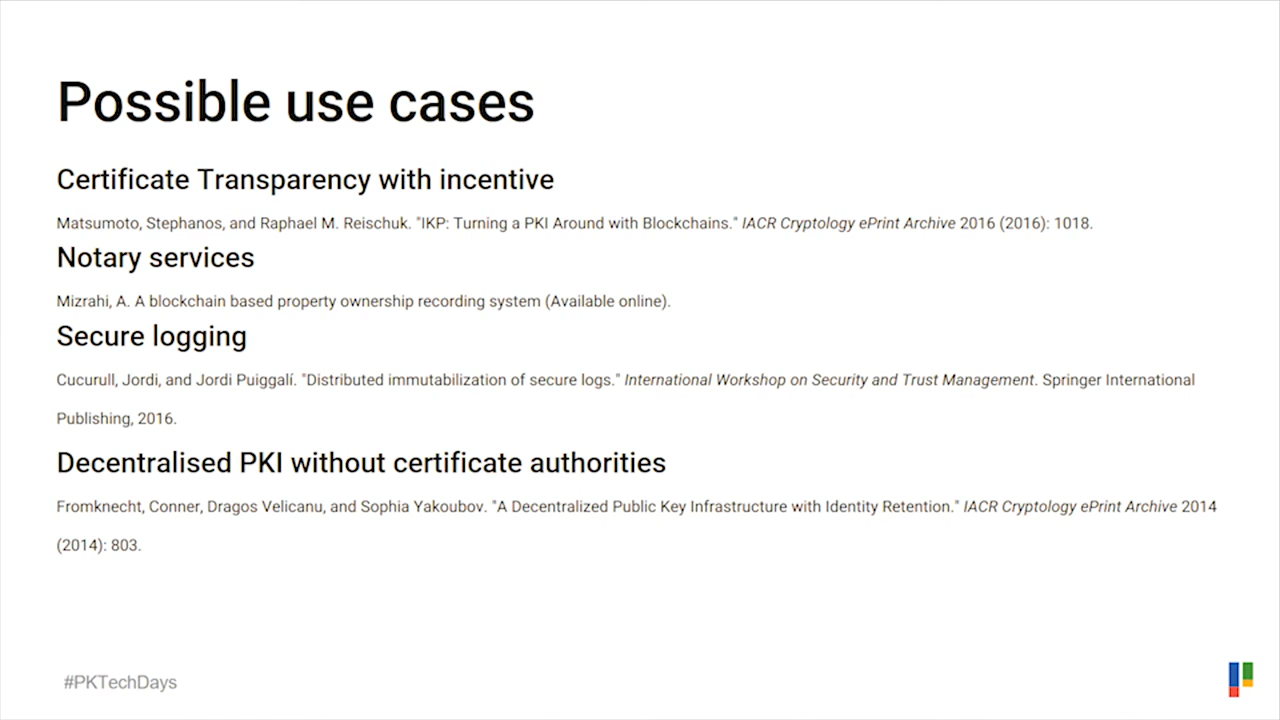 Possible use cases
Certificate Transparency with incentive
Matsumoto, Stephanos, and Raphael M. Reischuk. "IKP: Turning a PKI Around with Blockchains." IACR Cryptology ePrint Archive 2016 (2016): 1018.
Notary services
Mizrahi, A. A blockchain based property ownership recording system (Available online).
Secure logging
Cucurull, Jordi, and Jordi Puiggalí. "Distributed immutabilization of secure logs." International Workshop on Security and Trust Management. Springer International
Publishing, 2016.
Decentralised PKI without certificate authorities
Fromknecht, Conner, Dragos Velicanu, and Sophia Yakoubov. "A Decentralized Public Key Infrastructure with Identity Retention." IACR Cryptology ePrint Archive 2014
(2014): 803.
#PKTechDays